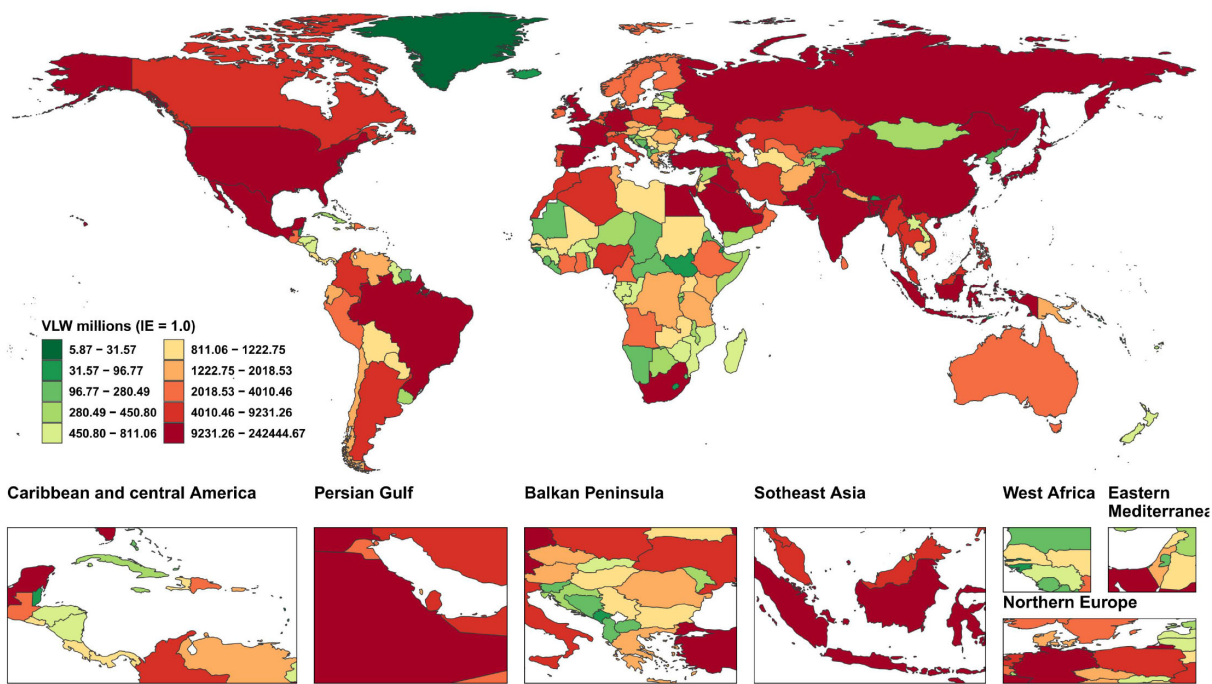 VLW millions (IE = 1.0)
5.87 – 31.57
31.57 – 96.77
96.77 – 280.49
280.49 – 450.80
450.80 – 811.06
811.06 – 1222.75
1222.75 – 2018.53
2018.53 – 4010.46
4010.46 – 9231.26
9231.26 – 242444.67
Caribbean and central America
Persian Gulf
Balkan Peninsula
Sotheast Asia
West Africa
Eastern
Mediterranea
Northern Europe